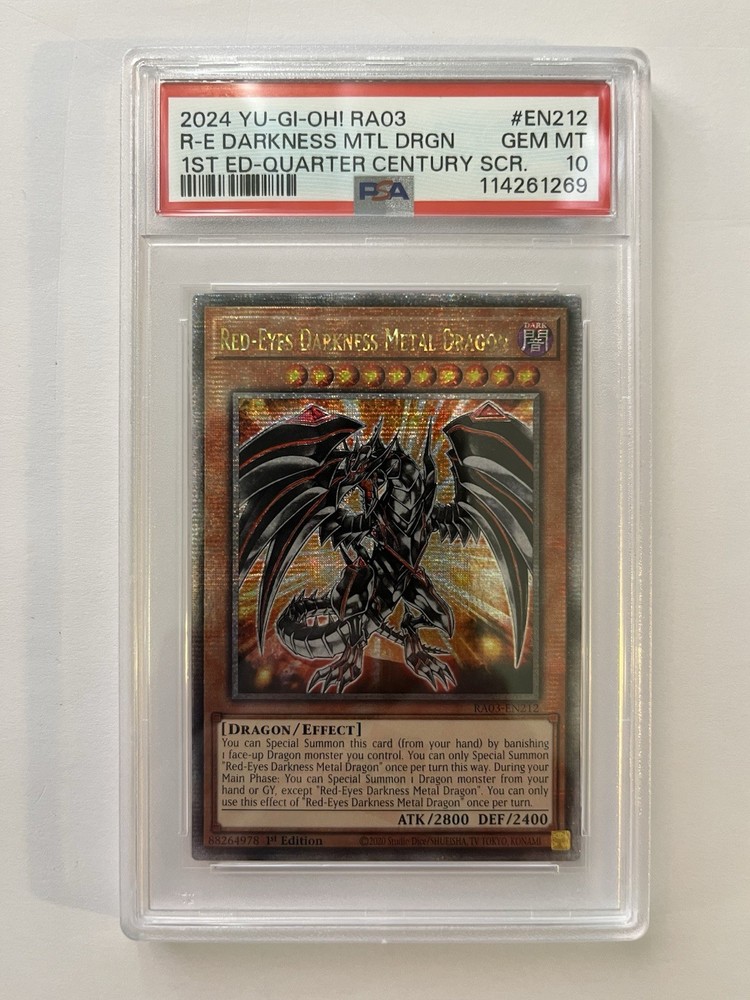 2024 YU-GI-OH! RA03 #EN212
R-E DARKNESS MTL DRGN GEM MT
1ST ED-QUARTER CENTURY SCR. 10
PSA 114261269
RED-EYES DARKNESS METAL DRAGON
DARK
闇
RA03-EN212
[DRAGON/EFFECT]
You can Special Summon this card (from your hand) by banishing
1 face-up Dragon monster you control. You can only Special Summon
"Red-Eyes Darkness Metal Dragon" once per turn this way. During your
Main Phase: You can Special Summon 1 Dragon monster from your
hand or GY, except "Red-Eyes Darkness Metal Dragon". You can only
use this effect of "Red-Eyes Darkness Metal Dragon" once per turn.
ATK/2800 DEF/2400
88264978 1st Edition ©2020 Studio Dice/SHUEISHA, TV TOKYO, KONAMI